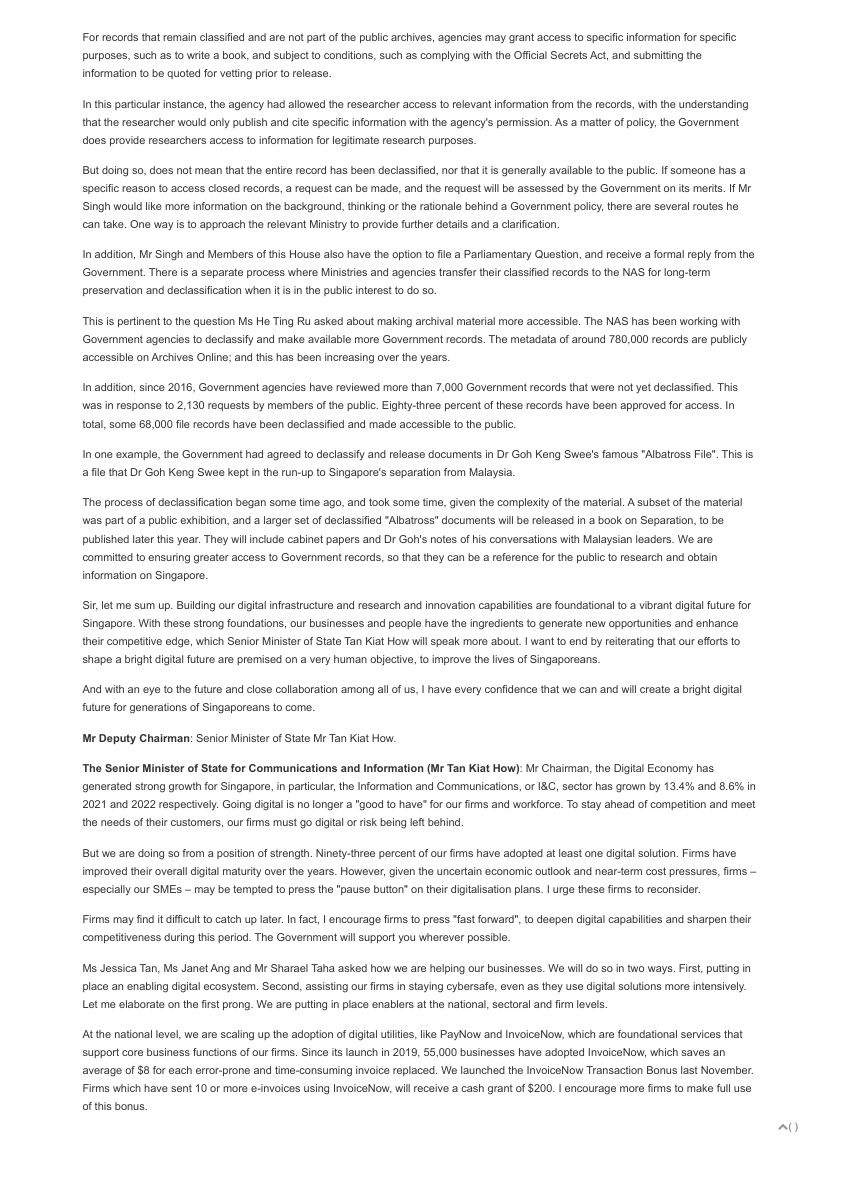 For records that remain classified and are not part of the public archives, agencies may grant access to specific information for specific
purposes, such as to write a book, and subject to conditions, such as complying with the Official Secrets Act, and submitting the
information to be quoted for vetting prior to release.
In this particular instance, the agency had allowed the researcher access to relevant information from the records, with the understanding
that the researcher would only publish and cite specific information with the agency's permission. As a matter of policy, the Government
does provide researchers access to information for legitimate research purposes.
But doing so, does not mean that the entire record has been declassified, nor that it is generally available to the public. If someone has a
specific reason to access closed records, a request can be made, and the request will be assessed by the Government on its merits. If Mr
Singh would like more information on the background, thinking or the rationale behind a Government policy, there are several routes he
can take. One way is to approach the relevant Ministry to provide further details and a clarification.
In addition, Mr Singh and Members of this House also have the option to file a Parliamentary Question, and receive a formal reply from the
Government. There is a separate process where Ministries and agencies transfer their classified records to the NAS for long-term
preservation and declassification when it is in the public interest to do so.
This is pertinent to the question Ms He Ting Ru asked about making archival material more accessible. The NAS has been working with
Government agencies to declassify and make available more Government records. The metadata of around 780,000 records are publicly
accessible on Archives Online; and this has been increasing over the years.
In addition, since 2016, Government agencies have reviewed more than 7,000 Government records that were not yet declassified. This
was in response to 2,130 requests by members of the public. Eighty-three percent of these records have been approved for access. In
total, some 68,000 file records have been declassified and made accessible to the public.
In one example, the Government had agreed to declassify and release documents in Dr Goh Keng Swee's famous "Albatross File". This is
a file that Dr Goh Keng Swee kept in the run-up to Singapore's separation from Malaysia.
The process of declassification began some time ago, and took some time, given the complexity of the material. A subset of the material
was part of a public exhibition, and a larger set of declassified "Albatross" documents will be released in a book on Separation, to be
published later this year. They will include cabinet papers and Dr Goh's notes of his conversations with Malaysian leaders. We are
committed to ensuring greater access to Government records, so that they can be a reference for the public to research and obtain
information on Singapore.
Sir, let me sum up. Building our digital infrastructure and research and innovation capabilities are foundational to a vibrant digital future for
Singapore. With these strong foundations, our businesses and people have the ingredients to generate new opportunities and enhance
their competitive edge, which Senior Minister of State Tan Kiat How will speak more about. I want to end by reiterating that our efforts to
shape a bright digital future are premised on a very human objective, to improve the lives of Singaporeans.
And with an eye to the future and close collaboration among all of us, I have every confidence that we can and will create a bright digital
future for generations of Singaporeans to come.
Mr Deputy Chairman: Senior Minister of State Mr Tan Kiat How.
The Senior Minister of State for Communications and Information (Mr Tan Kiat How): Mr Chairman, the Digital Economy has
generated strong growth for Singapore, in particular, the Information and Communications, or I&C, sector has grown by 13.4% and 8.6% in
2021 and 2022 respectively. Going digital is no longer a "good to have" for our firms and workforce. To stay ahead of competition and meet
the needs of their customers, our firms must go digital or risk being left behind.
But we are doing so from a position of strength. Ninety-three percent of our firms have adopted at least one digital solution. Firms have
improved their overall digital maturity over the years. However, given the uncertain economic outlook and near-term cost pressures, firms –
especially our SMEs – may be tempted to press the "pause button" on their digitalisation plans. I urge these firms to reconsider.
Firms may find it difficult to catch up later. In fact, I encourage firms to press "fast forward", to deepen digital capabilities and sharpen their
competitiveness during this period. The Government will support you wherever possible.
Ms Jessica Tan, Ms Janet Ang and Mr Sharael Taha asked how we are helping our businesses. We will do so in two ways. First, putting in
place an enabling digital ecosystem. Second, assisting our firms in staying cybersafe, even as they use digital solutions more intensively.
Let me elaborate on the first prong. We are putting in place enablers at the national, sectoral and firm levels.
At the national level, we are scaling up the adoption of digital utilities, like PayNow and InvoiceNow, which are foundational services that
support core business functions of our firms. Since its launch in 2019, 55,000 businesses have adopted InvoiceNow, which saves an
average of $8 for each error-prone and time-consuming invoice replaced. We launched the InvoiceNow Transaction Bonus last November.
Firms which have sent 10 or more e-invoices using InvoiceNow, will receive a cash grant of $200. I encourage more firms to make full use
of this bonus.
( )